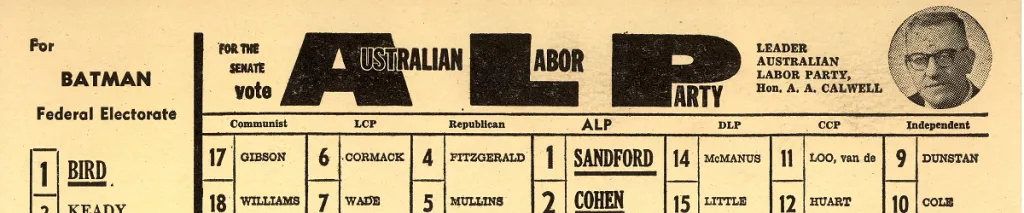 For
BATMAN
Federal Electorate
1 BIRD.
2 KEADY
FOR THE
SENATE
vote
AUSTRALIAN LABOR PARTY
LEADER
AUSTRALIAN
LABOR PARTY,
Hon. A. A. CALWELL
Communist LCP Republican ALP DLP CCP Independent
17 GIBSON 6 CORMACK 4 FITZGERALD 1 SANDFORD 14 McMANUS 11 LOO, van de 9 DUNSTAN
18 WILLIAMS 7 WADE 5 MULLINS 2 COHEN 15 LITTLE 12 HUART 10 COLE